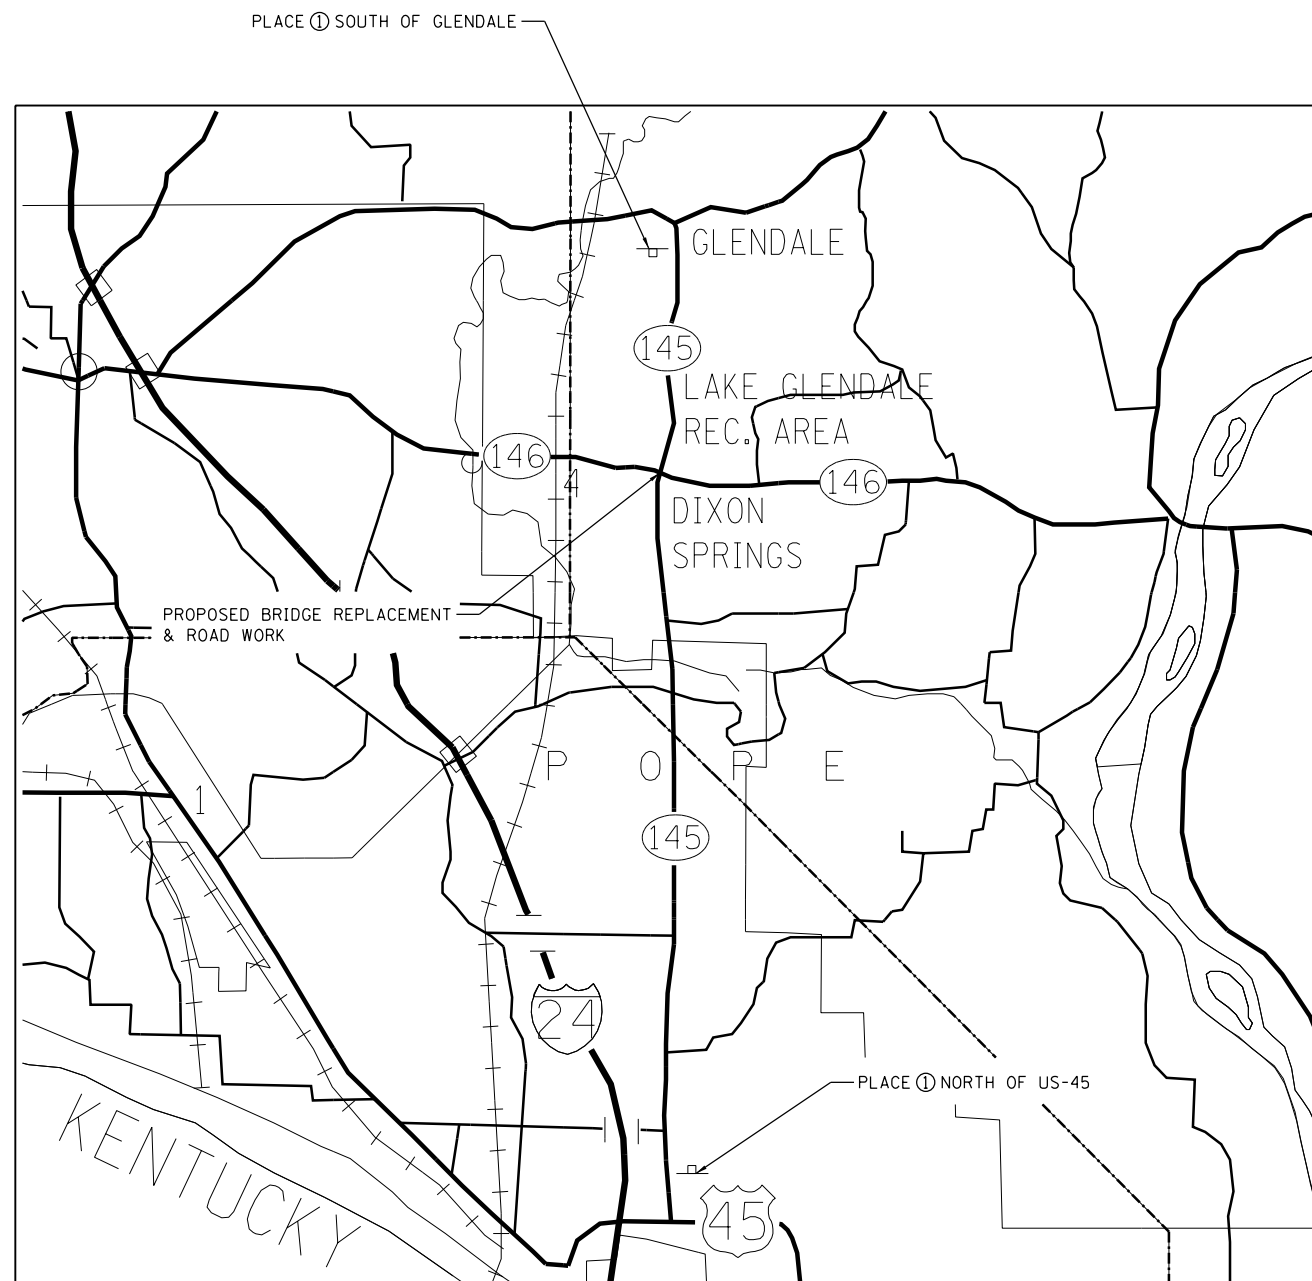 PLACE ① SOUTH OF GLENDALE
GLENDALE
145
LAKE GLENDALE
REC. AREA
146
146
4
DIXON
SPRINGS
PROPOSED BRIDGE REPLACEMENT
& ROAD WORK
P O P E
1
145
24
PLACE ① NORTH OF US-45
KENTUCKY
45